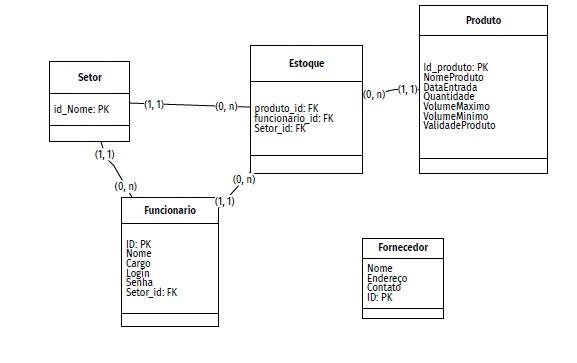 Produto
Id_produto: PK
NomeProduto
DataEntrada
Quantidade
VolumeMaximo
VolumeMinimo
ValidadeProduto
Estoque
produto_id: FK
funcionario_id: FK
Setor_id: FK
Setor
id_Nome: PK
(1, 1)
(0, n)
(0, n)
(1, 1)
(1, 1)
(0, n)
(0, n)
(1, 1)
Funcionario
ID: PK
Nome
Cargo
Login
Senha
Setor_id: FK
Fornecedor
Nome
Endereço
Contato
ID: PK